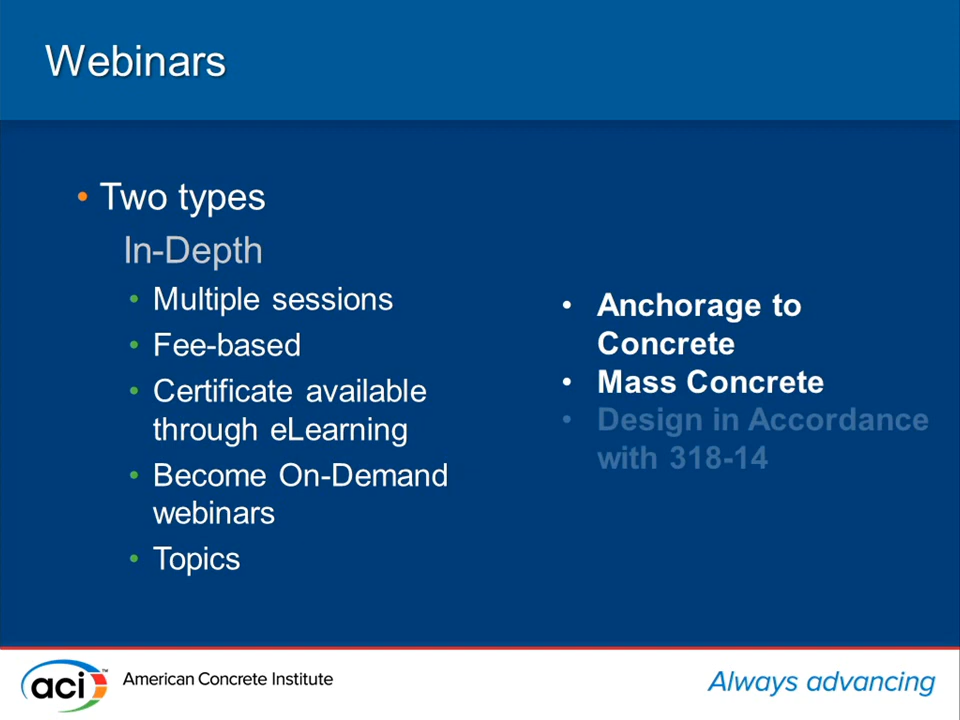 Webinars
• Two types
In-Depth
• Multiple sessions
• Fee-based
• Certificate available
through eLearning
• Become On-Demand
webinars
• Topics
• Anchorage to
Concrete
• Mass Concrete
• Design in Accordance
with 318-14
aci™ American Concrete Institute
Always advancing